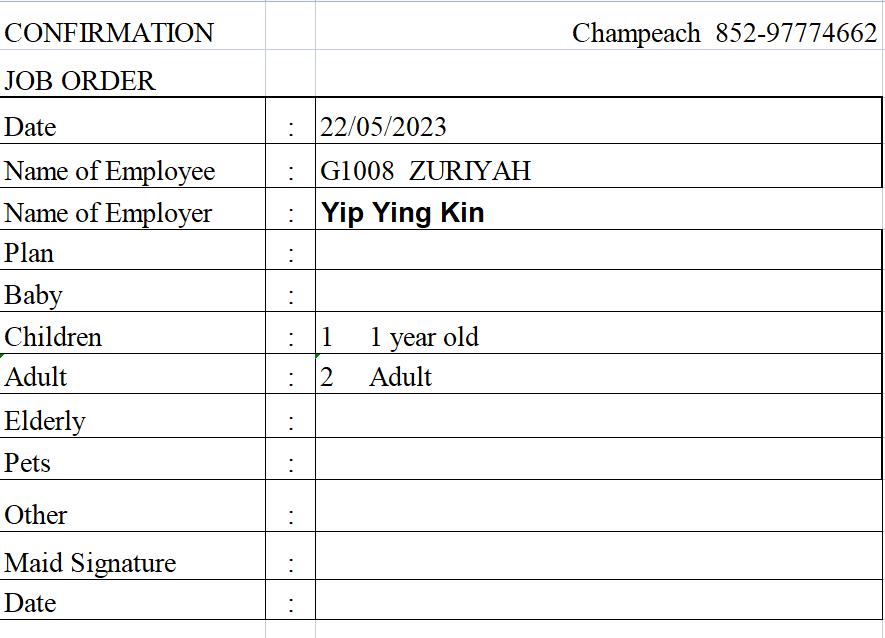 CONFIRMATION Champeach 852-97774662
JOB ORDER
Date : 22/05/2023
Name of Employee : G1008 ZURIYAH
Name of Employer : Yip Ying Kin
Plan :
Baby :
Children : 1 1 year old
Adult : 2 Adult
Elderly :
Pets :
Other :
Maid Signature :
Date :